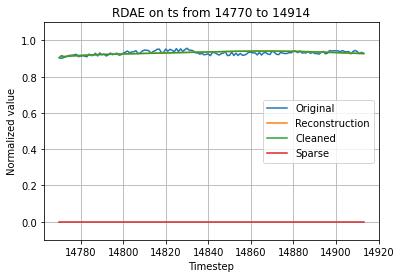 RDAE on ts from 14770 to 14914
Normalized value
1.0
0.8
0.6
0.4
0.2
0.0
Original
Reconstruction
Cleaned
Sparse
14780 14800 14820 14840 14860 14880 14900 14920
Timestep